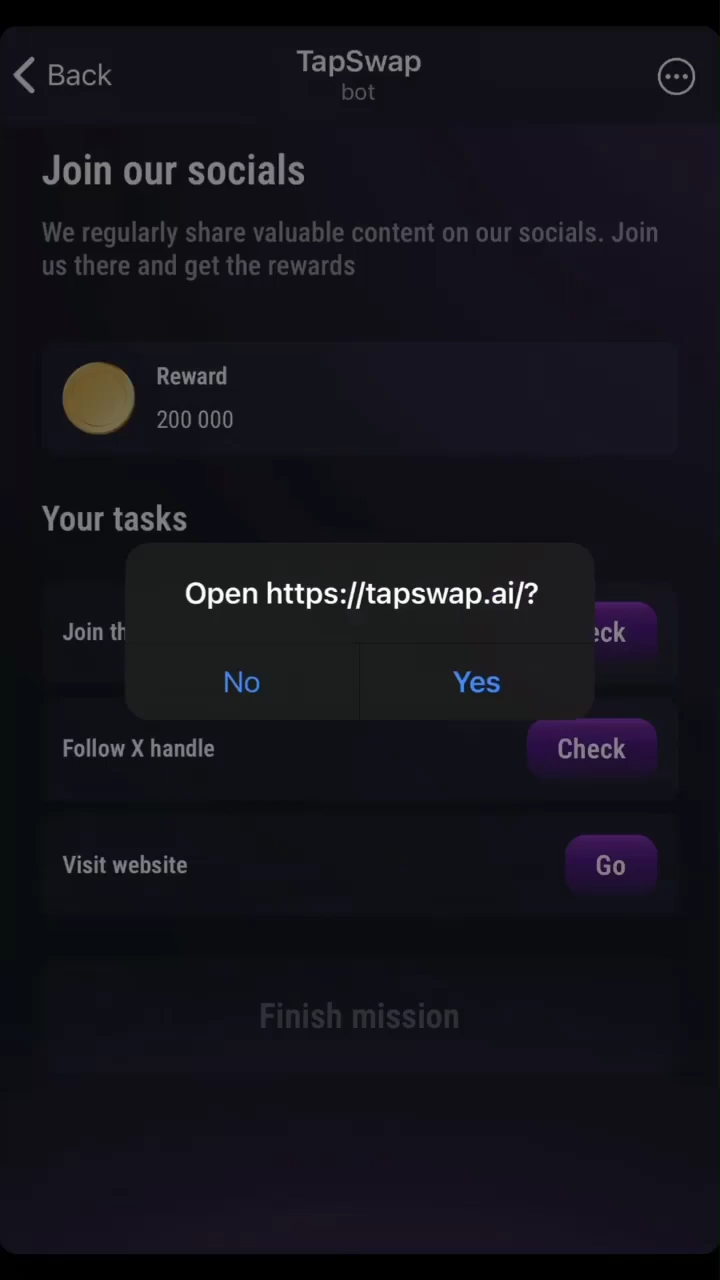 Back
TapSwap
bot
Join our socials
We regularly share valuable content on our socials. Join
us there and get the rewards
Reward
200 000
Your tasks
Open https://tapswap.ai/?
Join
No
Yes
Follow X handle
Check
Visit website
Go
Finish mission